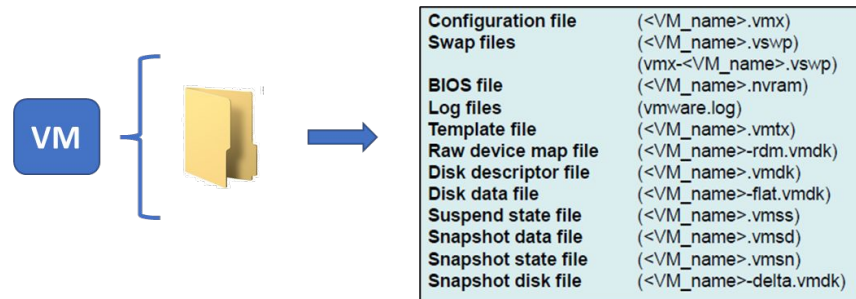 VM
Configuration file (<VM_name>.vmx)
Swap files (<VM_name>.vswp)
(vmx-<VM_name>.vswp)
BIOS file (<VM_name>.nvram)
Log files (vmware.log)
Template file (<VM_name>.vmtx)
Raw device map file (<VM_name>-rdm.vmdk)
Disk descriptor file (<VM_name>.vmdk)
Disk data file (<VM_name>-flat.vmdk)
Suspend state file (<VM_name>.vmss)
Snapshot data file (<VM_name>.vmsd)
Snapshot state file (<VM_name>.vmsn)
Snapshot disk file (<VM_name>-delta.vmdk)